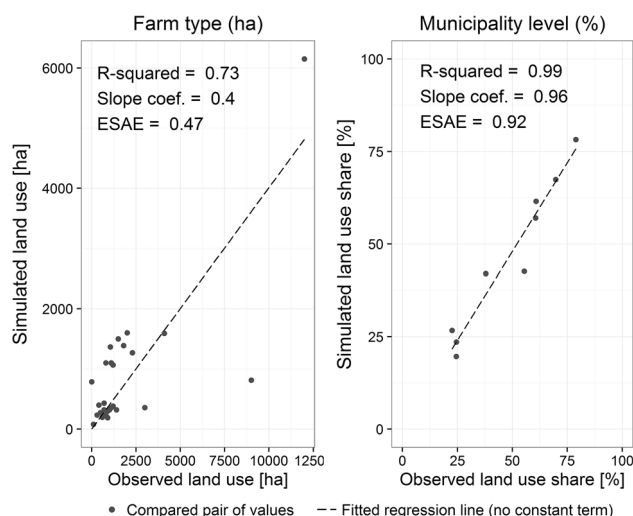 Farm type (ha)
R-squared = 0.73
Slope coef. = 0.4
ESAE = 0.47
Simulated land use [ha]
6000
4000
2000
0
0 2500 5000 7500 10000 1250
Observed land use [ha]
Municipality level (%)
R-squared = 0.99
Slope coef. = 0.96
ESAE = 0.92
Simulated land use share [%]
100
75
50
25
0
0 25 50 75 100
Observed land use share [%]
Compared pair of values
Fitted regression line (no constant term)